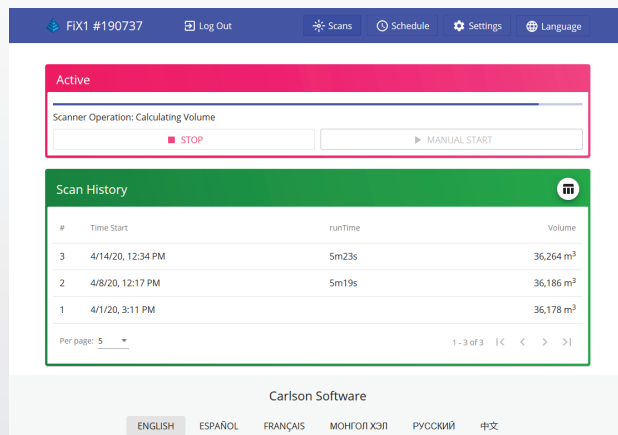 FiX1 #190737 Log Out Scans Schedule Settings Language
Active
Scanner Operation: Calculating Volume
STOP MANUAL START
Scan History
# Time Start runTime Volume
3 4/14/20, 12:34 PM 5m23s 36,264 m³
2 4/8/20, 12:17 PM 5m19s 36,186 m³
1 4/1/20, 3:11 PM 36,178 m³
Per page: 5 1 - 3 of 3
Carlson Software
ENGLISH ESPAÑOL FRANÇAIS МОНГОЛ ХЭЛ РУССКИЙ 中文